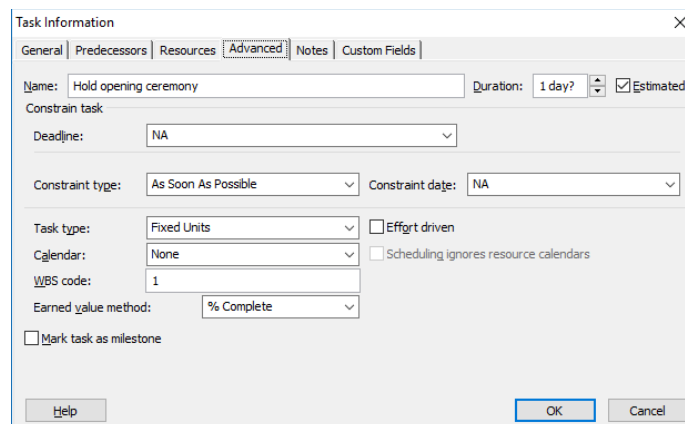 Task Information
General Predecessors Resources Advanced Notes Custom Fields
Name: Hold opening ceremony Duration: 1 day? Estimated
Constrain task
Deadline: NA
Constraint type: As Soon As Possible Constraint date: NA
Task type: Fixed Units Effort driven
Calendar: None Scheduling ignores resource calendars
WBS code: 1
Earned value method: % Complete
Mark task as milestone
Help OK Cancel